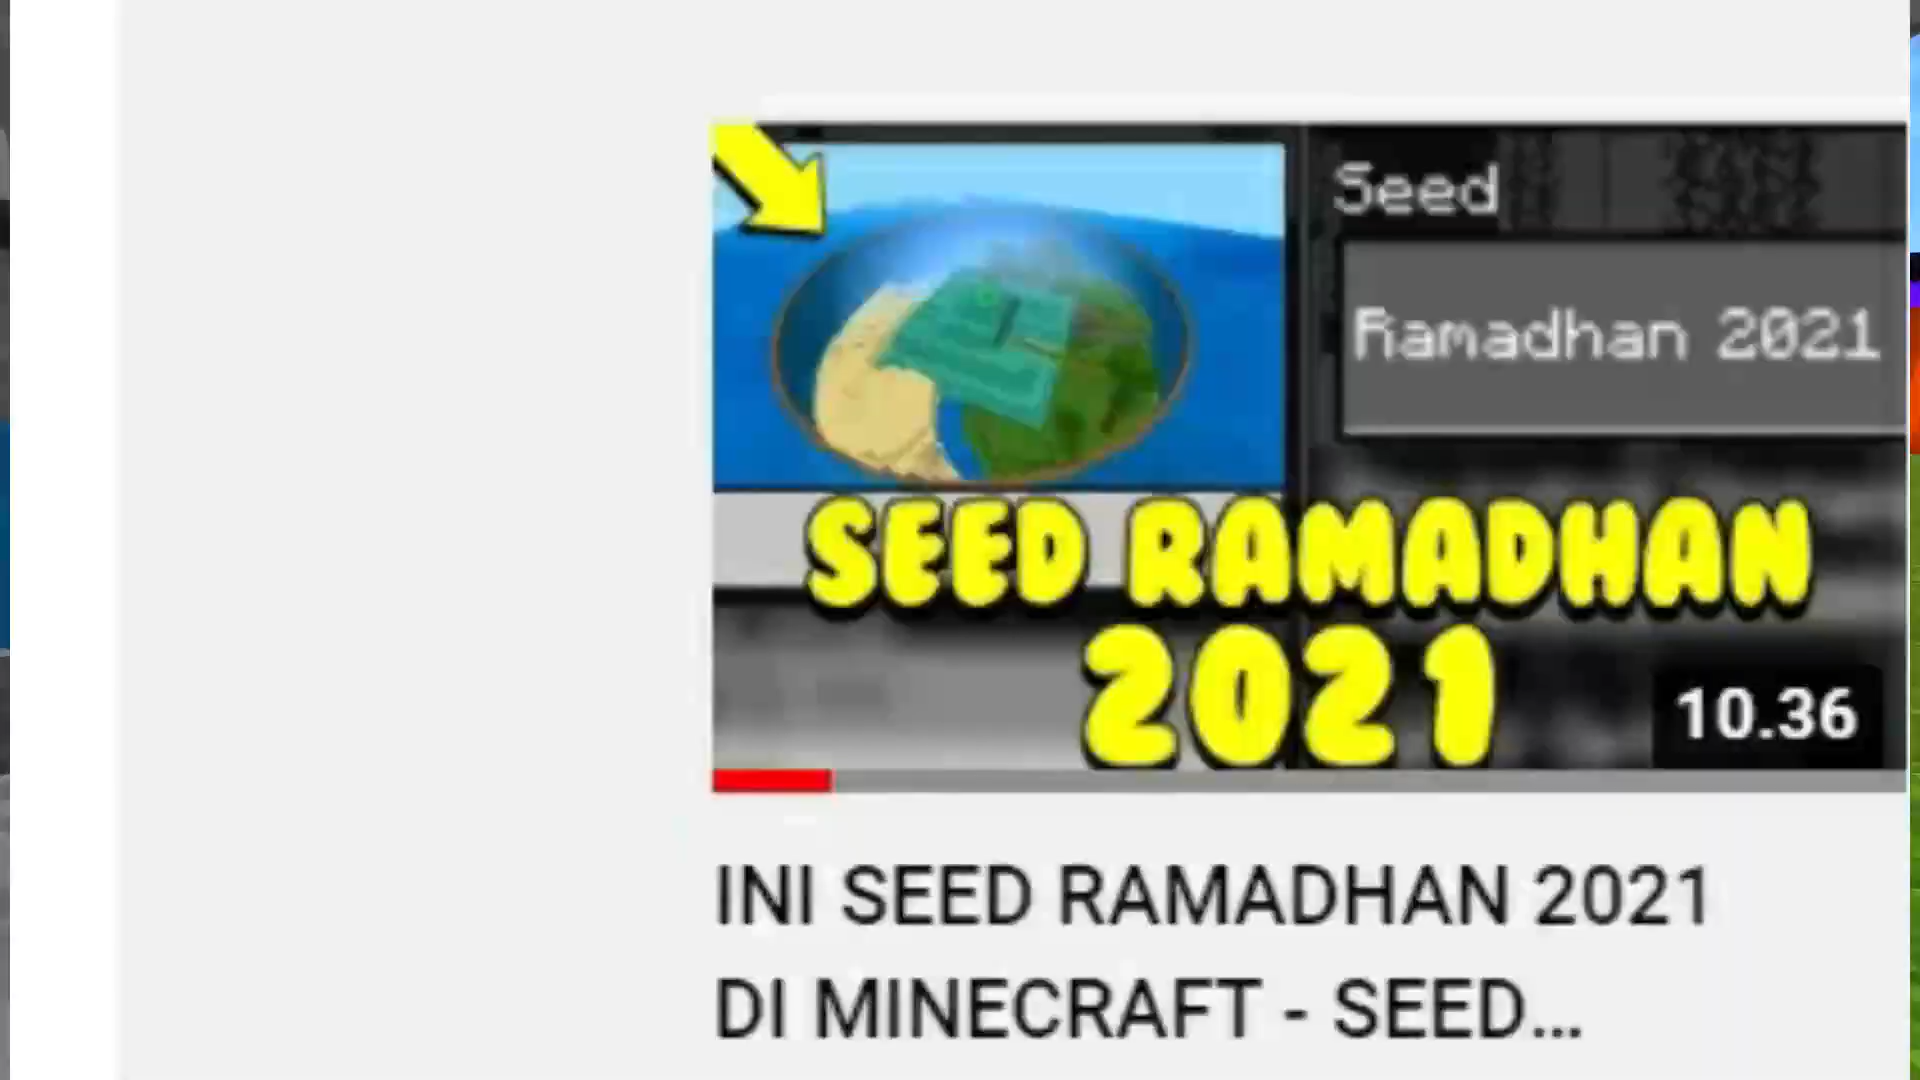 Seed
Ramadhan 2021
SEED RAMADHAN
2021
10.36
INI SEED RAMADHAN 2021
DI MINECRAFT - SEED...